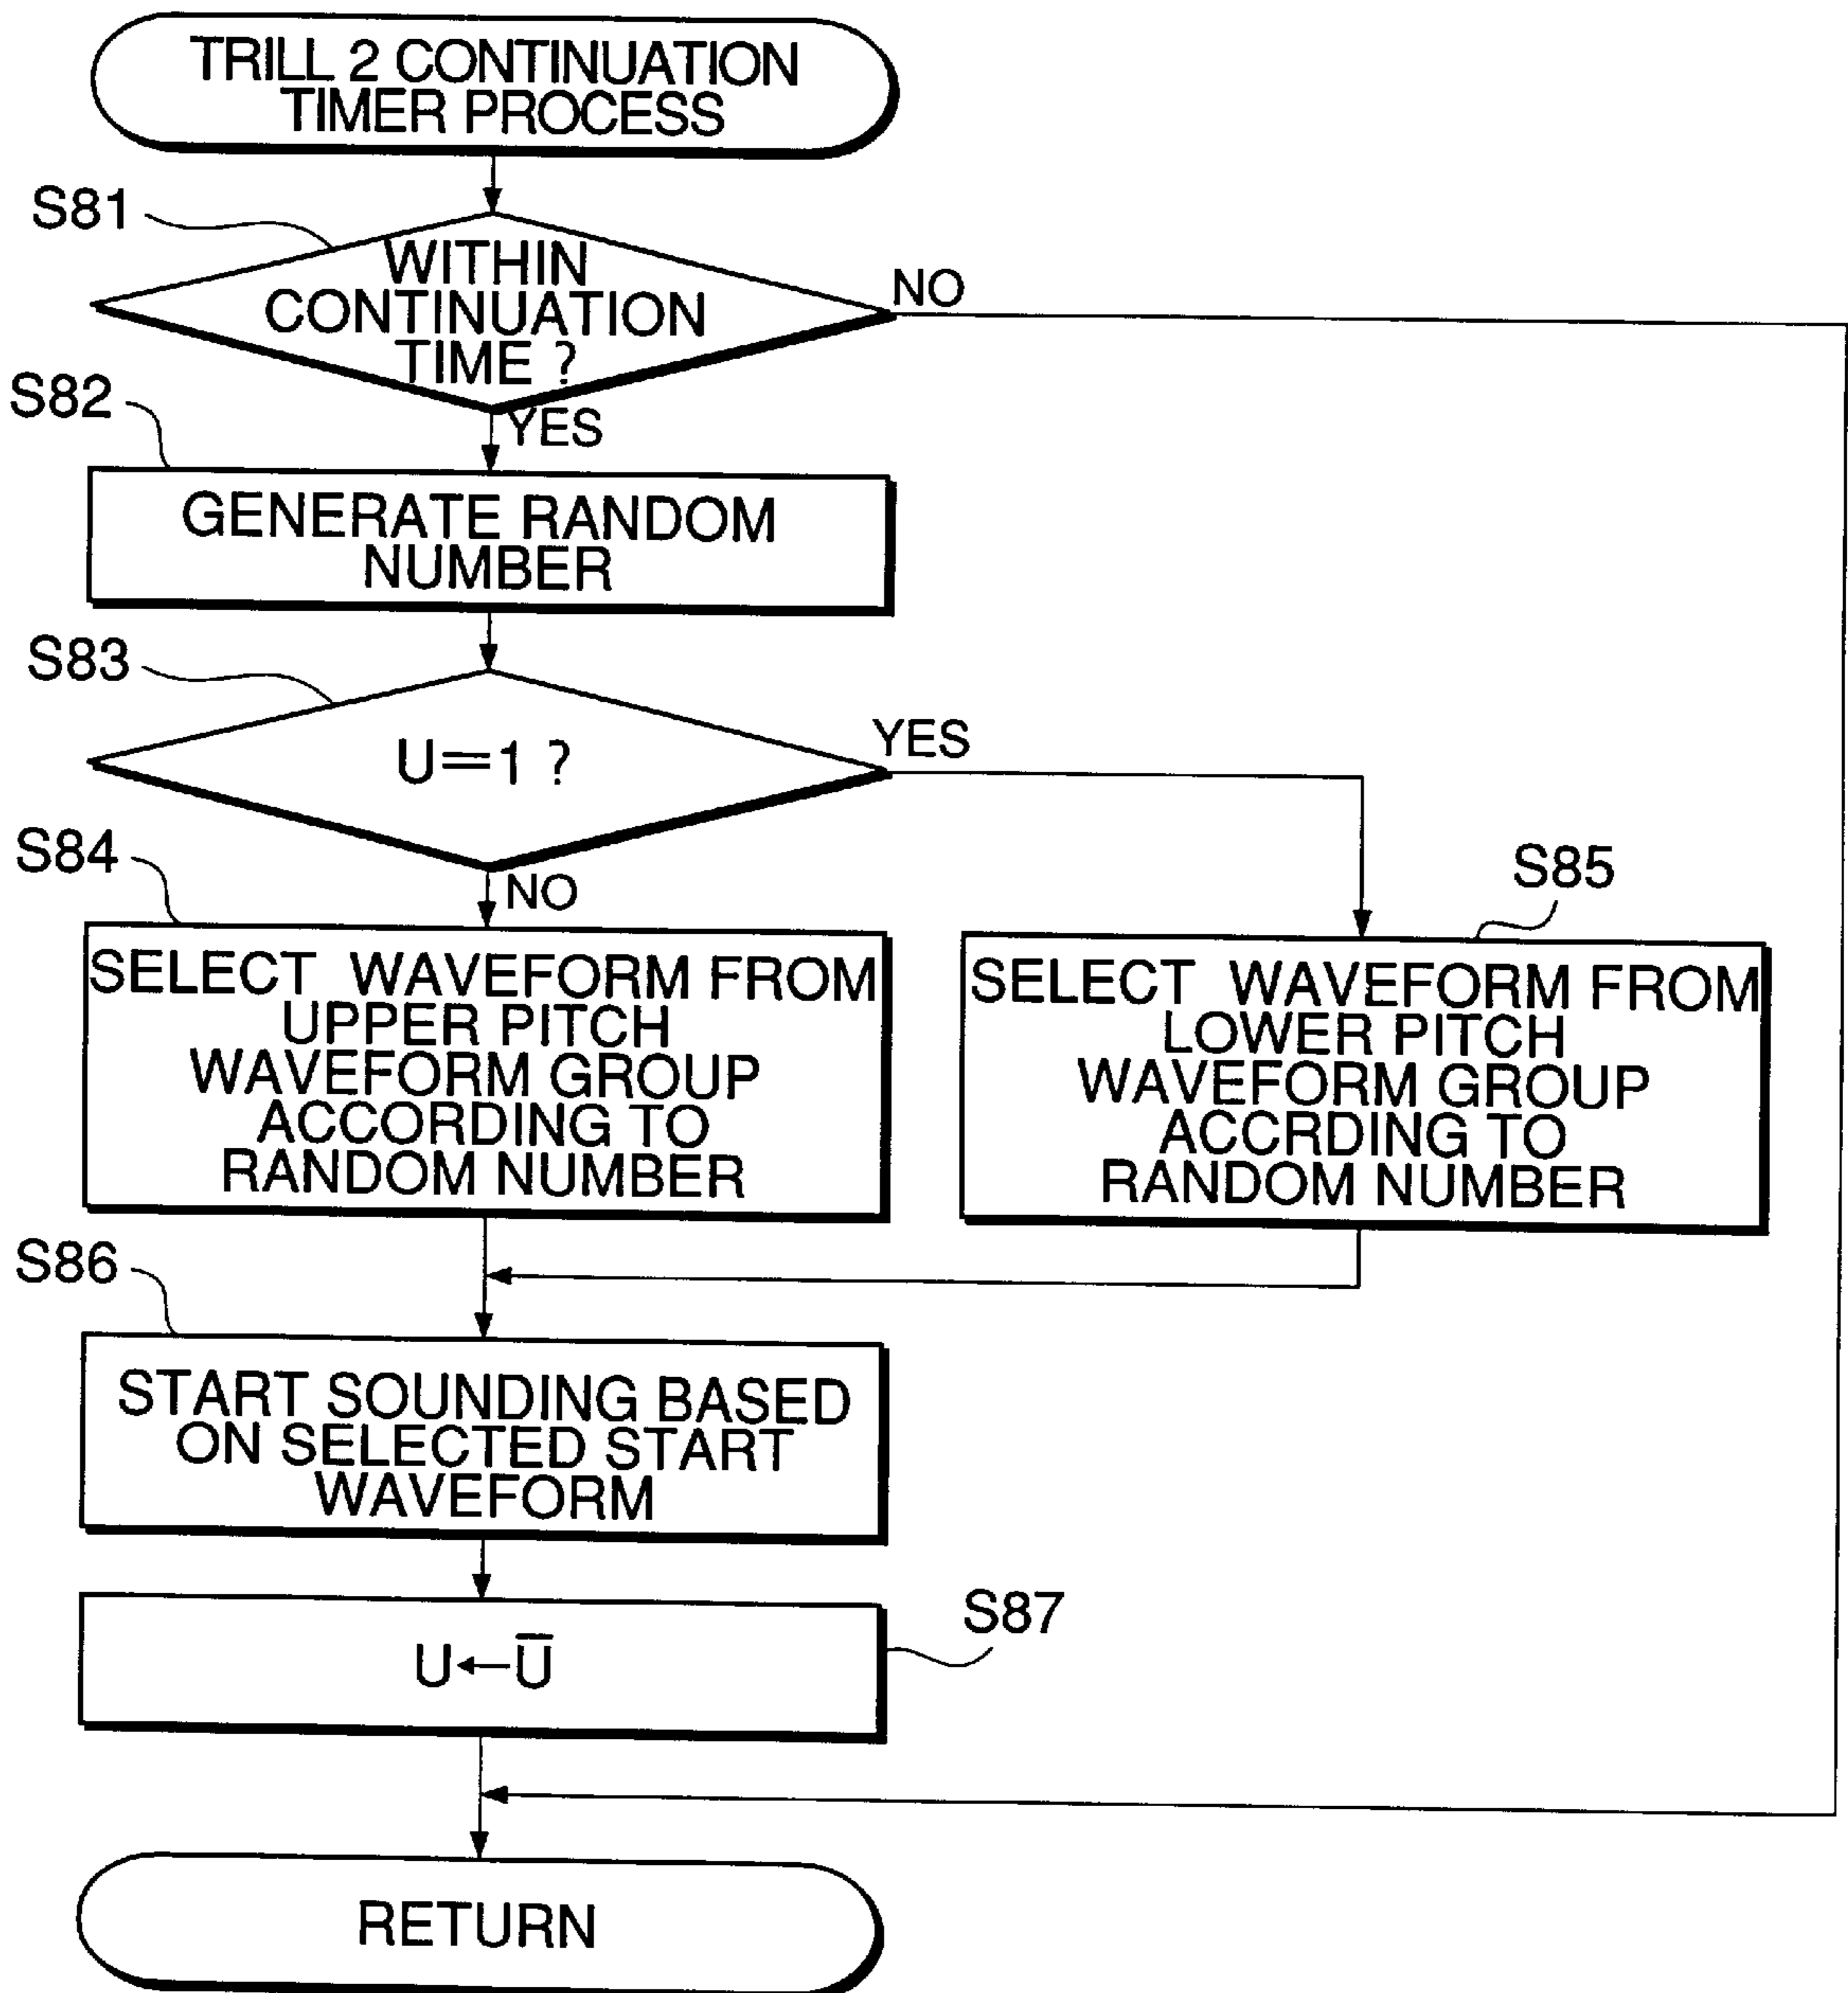 TRILL 2 CONTINUATION
TIMER PROCESS
S81
WITHIN
CONTINUATION
TIME ?
NO
YES
S82
GENERATE RANDOM
NUMBER
S83
U=1 ?
YES
NO
S84
SELECT WAVEFORM FROM
UPPER PITCH
WAVEFORM GROUP
ACCORDING TO
RANDOM NUMBER
S85
SELECT WAVEFORM FROM
LOWER PITCH
WAVEFORM GROUP
ACCRDING TO
RANDOM NUMBER
S86
START SOUNDING BASED
ON SELECTED START
WAVEFORM
S87
U←U̅
RETURN